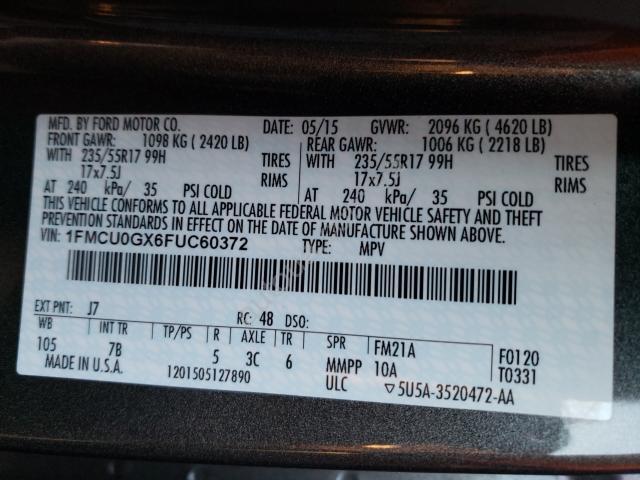 MFD. BY FORD MOTOR CO. DATE: 05/15 GVWR: 2096 KG ( 4620 LB)
FRONT GAWR: 1098 KG ( 2420 LB) REAR GAWR: 1006 KG ( 2218 LB)
WITH 235/55R17 99H TIRES WITH 235/55R17 99H TIRES
17x7.5J RIMS 17x7.5J RIMS
AT 240 kPa/ 35 PSI COLD AT 240 kPa/ 35 PSI COLD
THIS VEHICLE CONFORMS TO ALL APPLICABLE FEDERAL MOTOR VEHICLE SAFETY AND THEFT
PREVENTION STANDARDS IN EFFECT ON THE DATE OF MANUFACTURE SHOWN ABOVE.
VIN: 1FMCU0GX6FUC60372 TYPE: MPV
EXT PNT: J7 RC: 48 DSO:
WB INT TR TP/PS R AXLE TR SPR FM21A F0120
105 7B 5 3C 6 MMPP 10A T0331
MADE IN U.S.A. 1201505127890 ULC ▽5U5A-3520472-AA